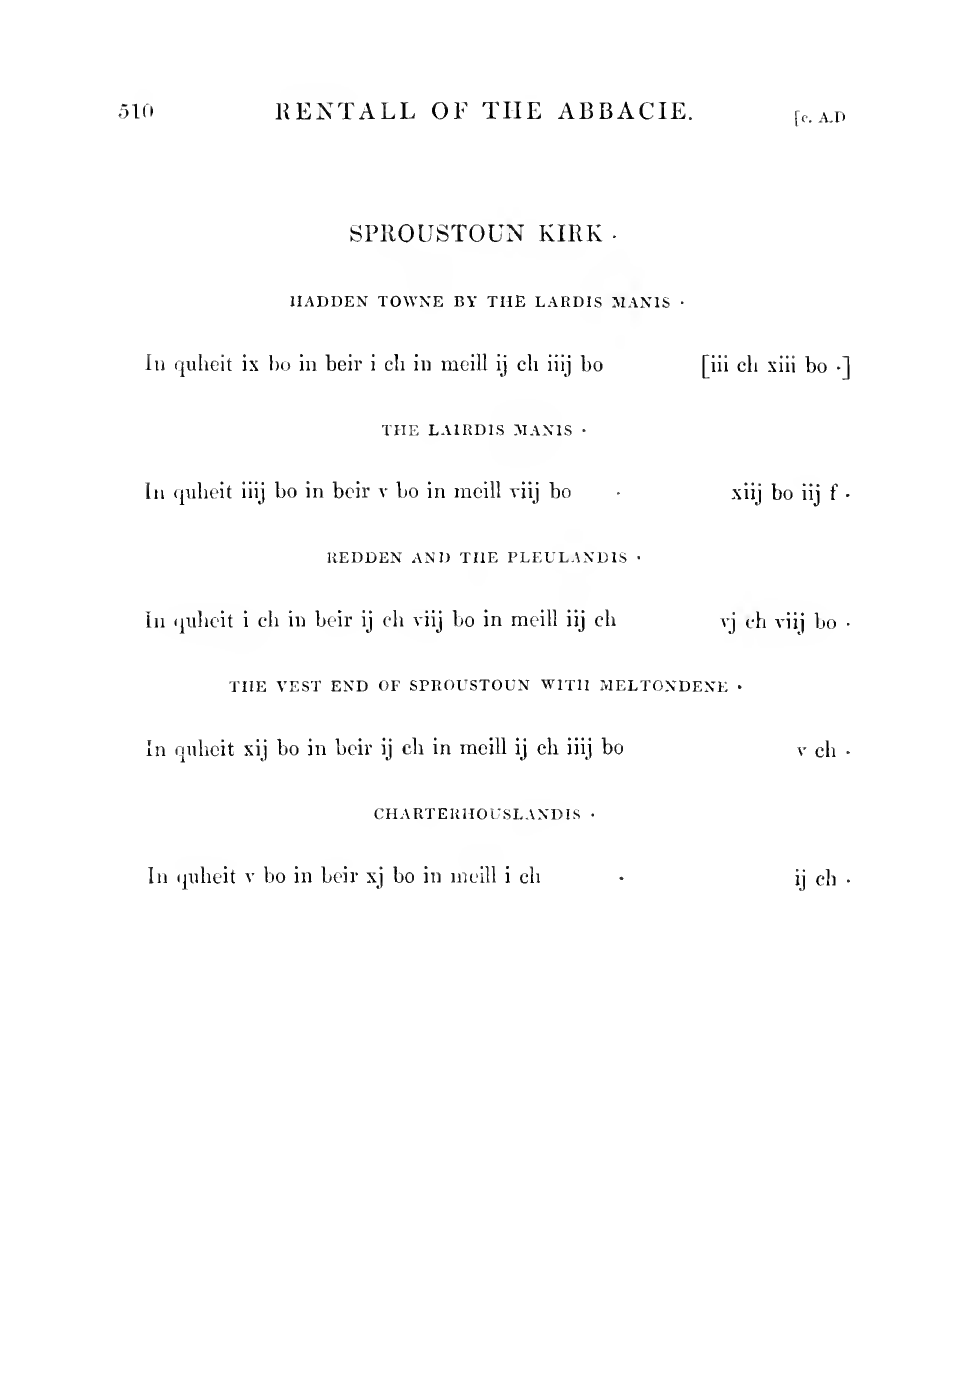 510 RENTALL OF THE ABBACIE. [c. A.D
SPROUSTOUN KIRK ·
HADDEN TOWNE BY THE LARDIS MANIS ·
In quheit ix bo in beir i ch in meill ij ch iiij bo [iii ch xiii bo ·]
THE LAIRDIS MANIS ·
In quheit iiij bo in beir v bo in meill viij bo · xiij bo iij f ·
REDDEN AND THE PLEULANDIS ·
In quheit i ch in beir ij ch viij bo in meill iij ch vj ch viij bo ·
THE VEST END OF SPROUSTOUN WITH MELTONDENE ·
In quheit xij bo in beir ij ch in meill ij ch iiij bo v ch ·
CHARTERHOUSLANDIS ·
In quheit v bo in beir xj bo in meill i ch · ij ch ·